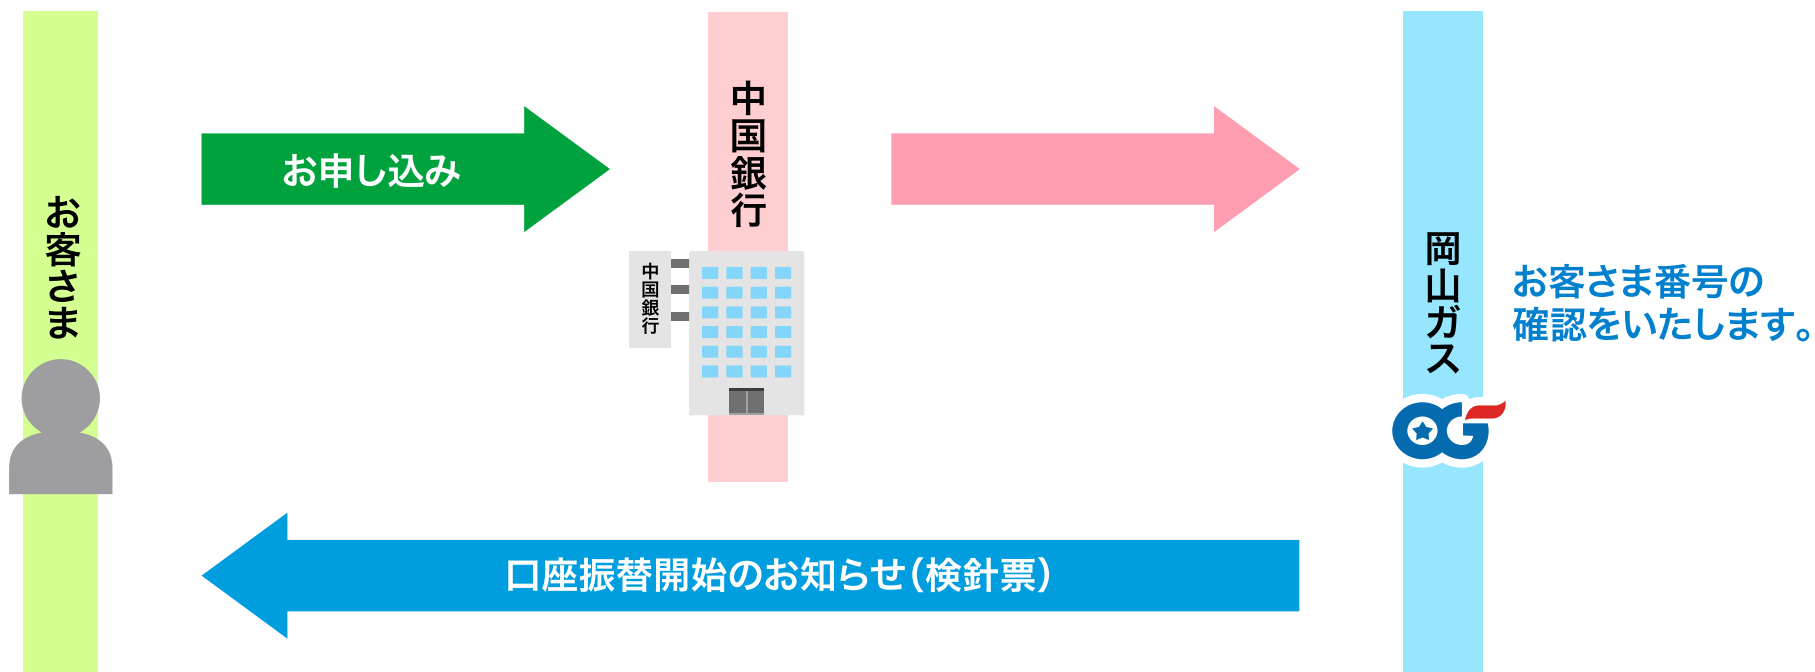 お客さま
お申し込み
中国銀行
中国銀行
岡山ガス
OG
お客さま番号の
確認をいたします。
口座振替開始のお知らせ（検針票）